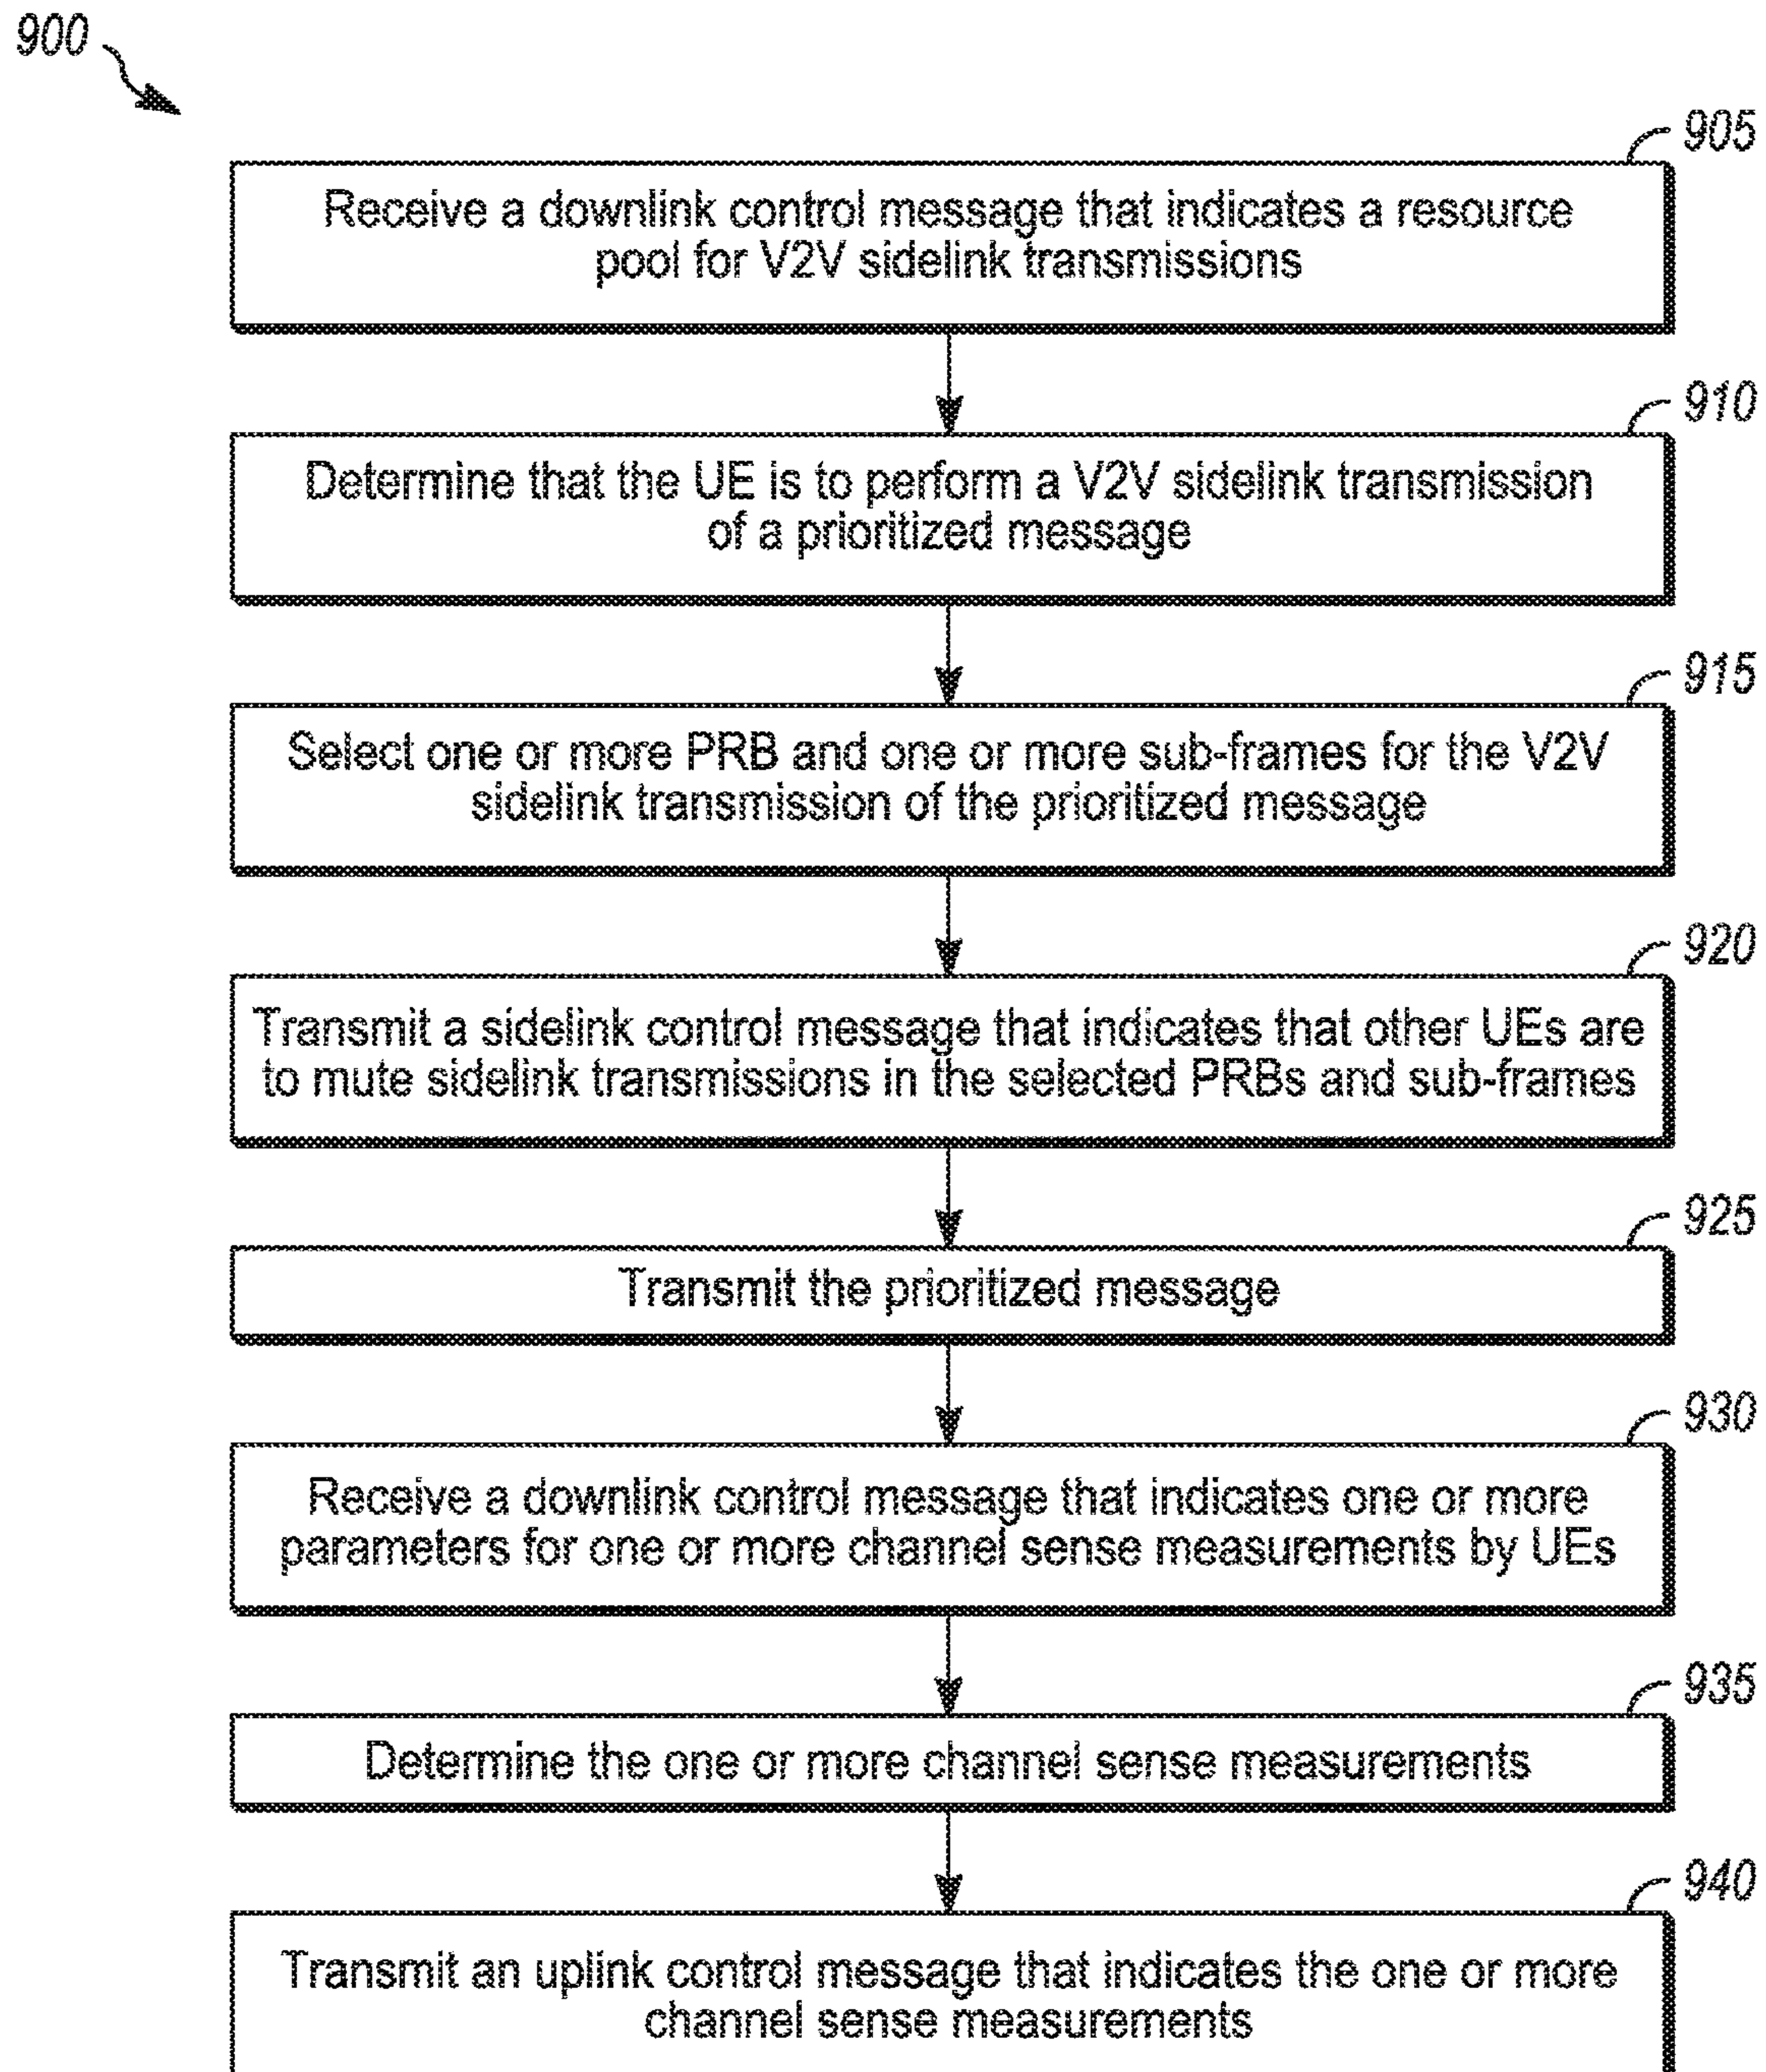 900
905
Receive a downlink control message that indicates a resource
pool for V2V sidelink transmissions
910
Determine that the UE is to perform a V2V sidelink transmission
of a prioritized message
915
Select one or more PRB and one or more sub-frames for the V2V
sidelink transmission of the prioritized message
920
Transmit a sidelink control message that indicates that other UEs are
to mute sidelink transmissions in the selected PRBs and sub-frames
925
Transmit the prioritized message
930
Receive a downlink control message that indicates one or more
parameters for one or more channel sense measurements by UEs
935
Determine the one or more channel sense measurements
940
Transmit an uplink control message that indicates the one or more
channel sense measurements